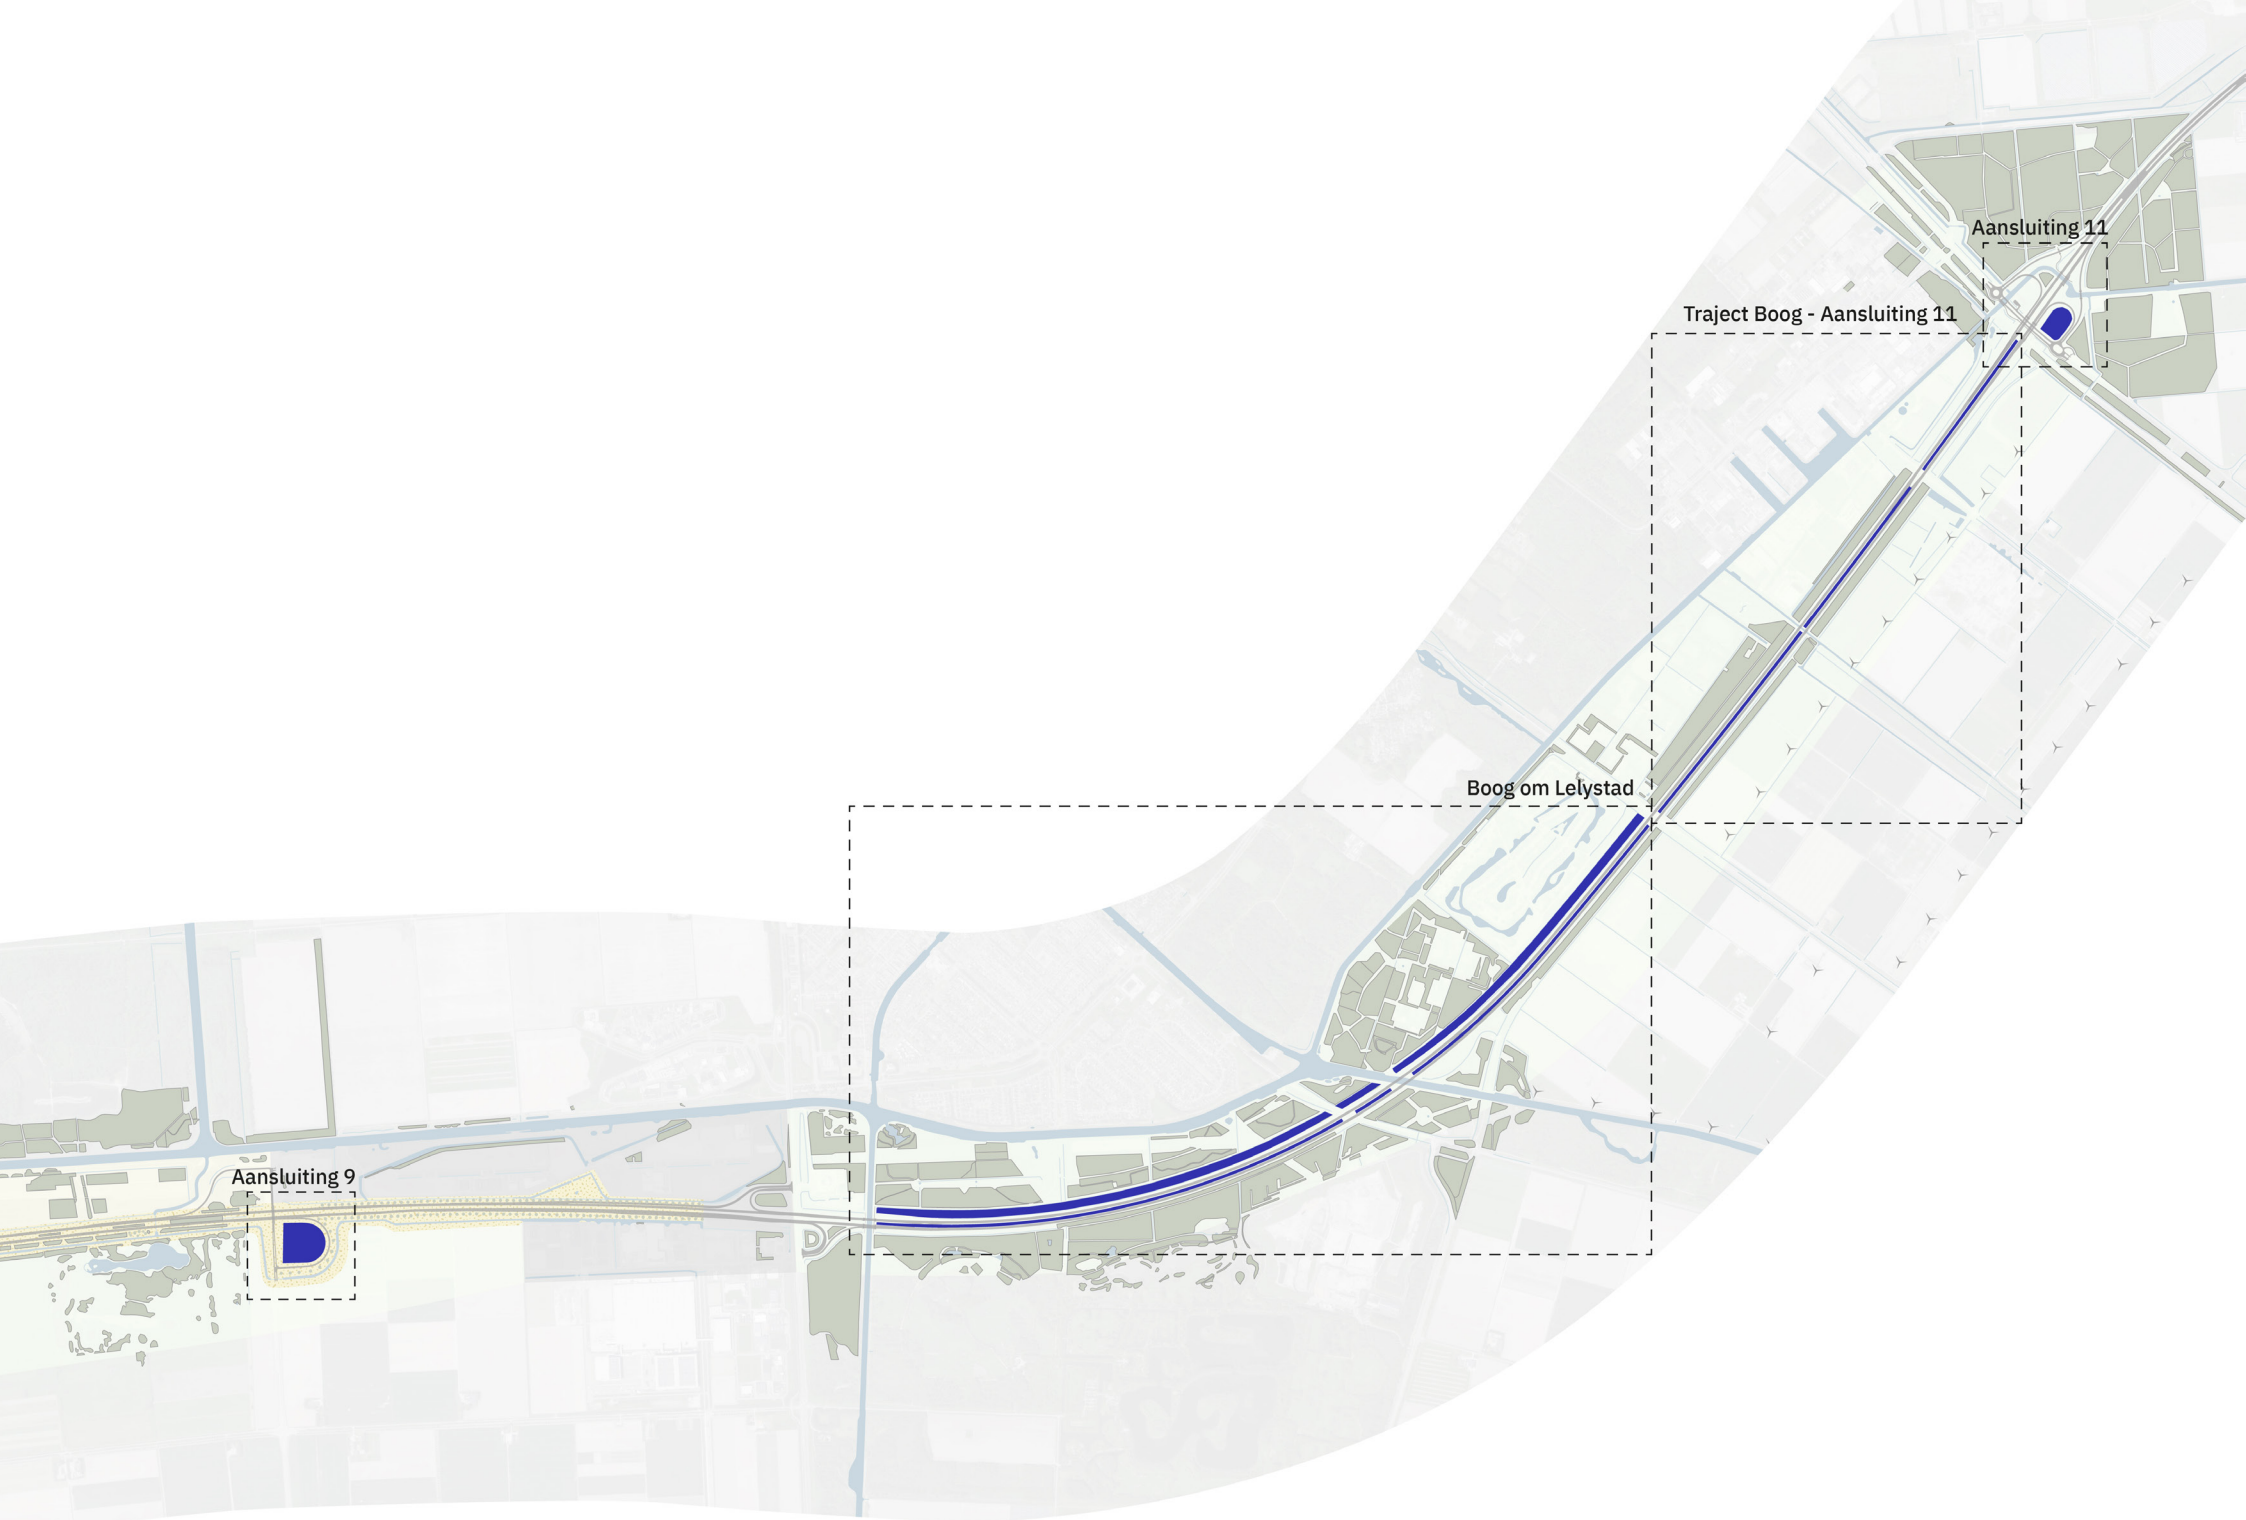 Aansluiting 11
Traject Boog - Aansluiting 11
Boog om Lelystad
Aansluiting 9